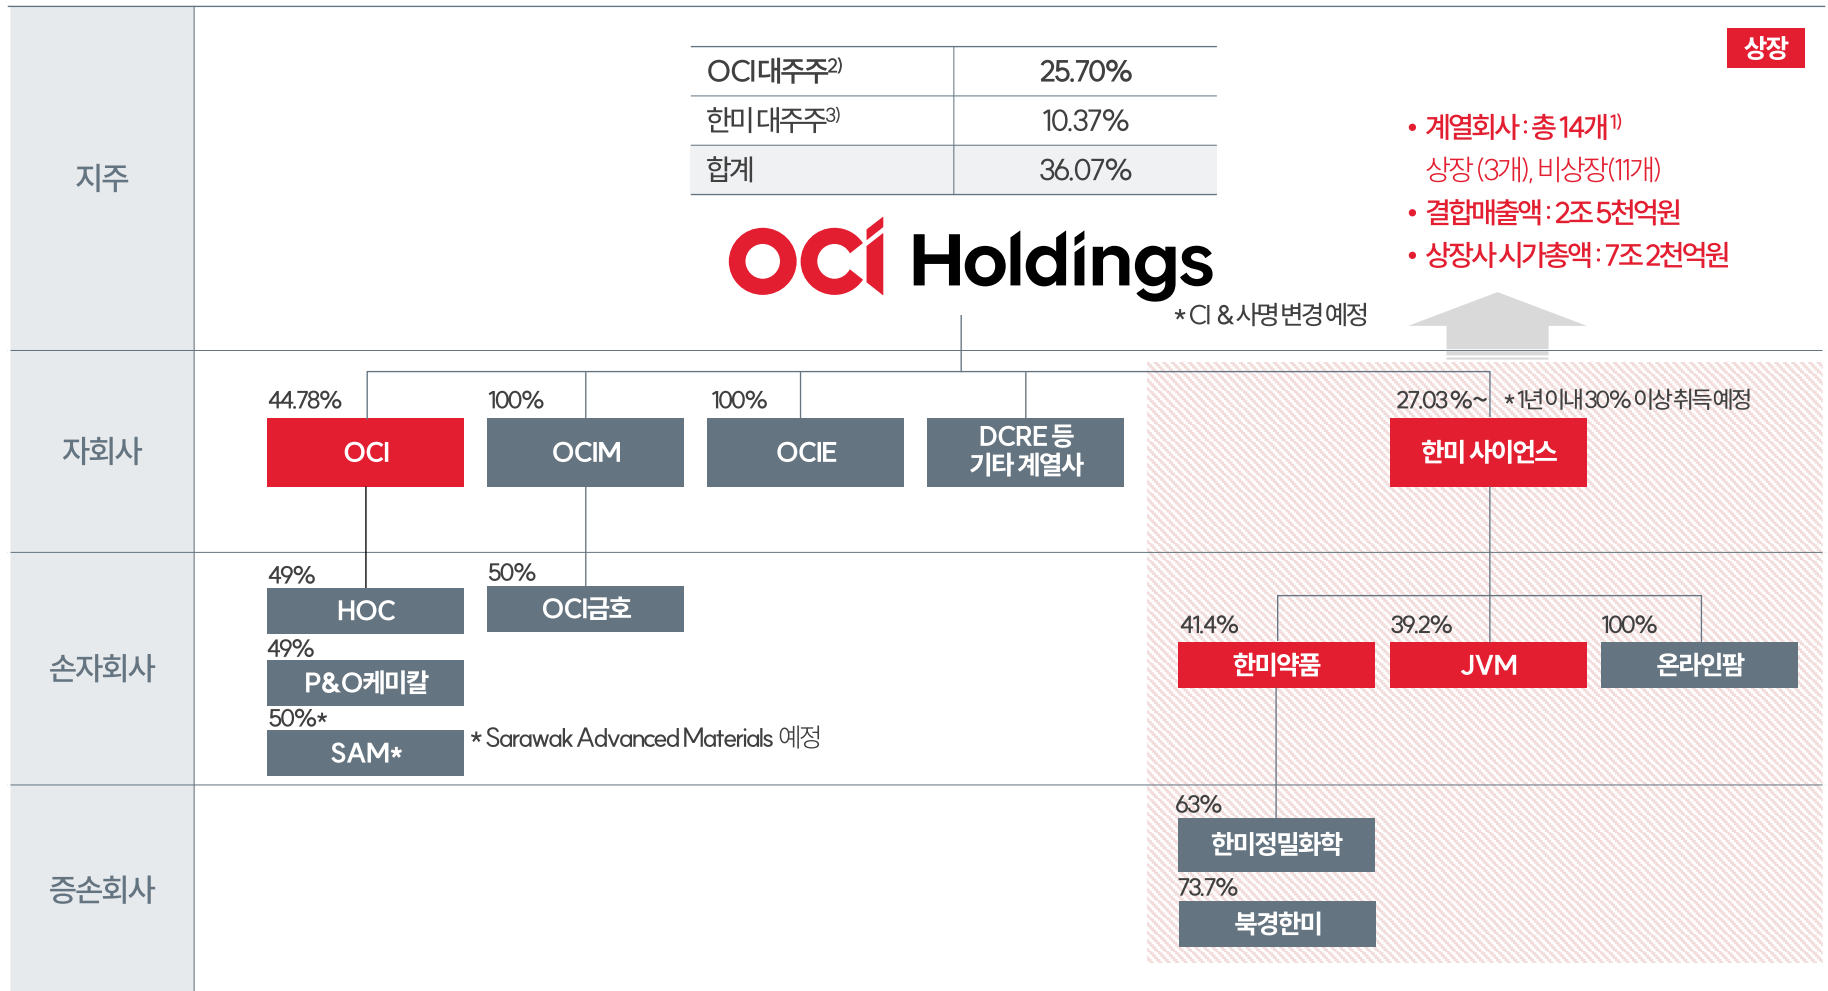 상장
지주
OCI 대주주2) 25.70%
한미 대주주3) 10.37%
합계 36.07%
• 계열회사 : 총 14개 1)
상장 (3개), 비상장(11개)
• 결합매출액 : 2조 5천억원
• 상장사 시가총액 : 7조 2천억원
OCI Holdings
* CI & 사명 변경 예정
자회사
44.78%
OCI
100%
OCIM
100%
OCIE
DCRE 등
기타 계열사
27.03 %~ * 1년 이내 30% 이상 취득 예정
한미 사이언스
손자회사
49%
HOC
49%
P&O케미칼
50%*
SAM*
* Sarawak Advanced Materials 예정
50%
OCI금호
41.4%
한미약품
39.2%
JVM
100%
온라인팜
증손회사
63%
한미정밀화학
73.7%
북경한미